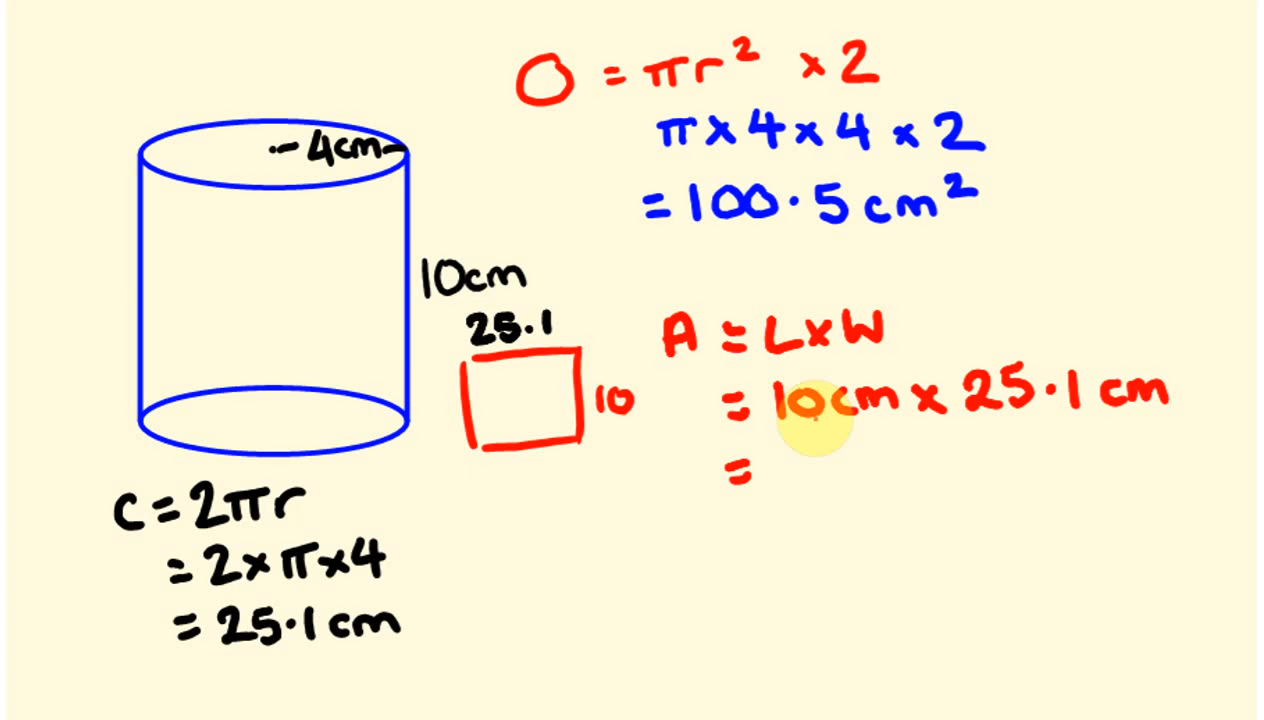 O = πr² × 2
π × 4 × 4 × 2
= 100.5 cm²
4cm
10cm
25.1
10
A = L×W
= 10cm × 25.1 cm
=
C = 2πr
= 2×π×4
= 25.1 cm